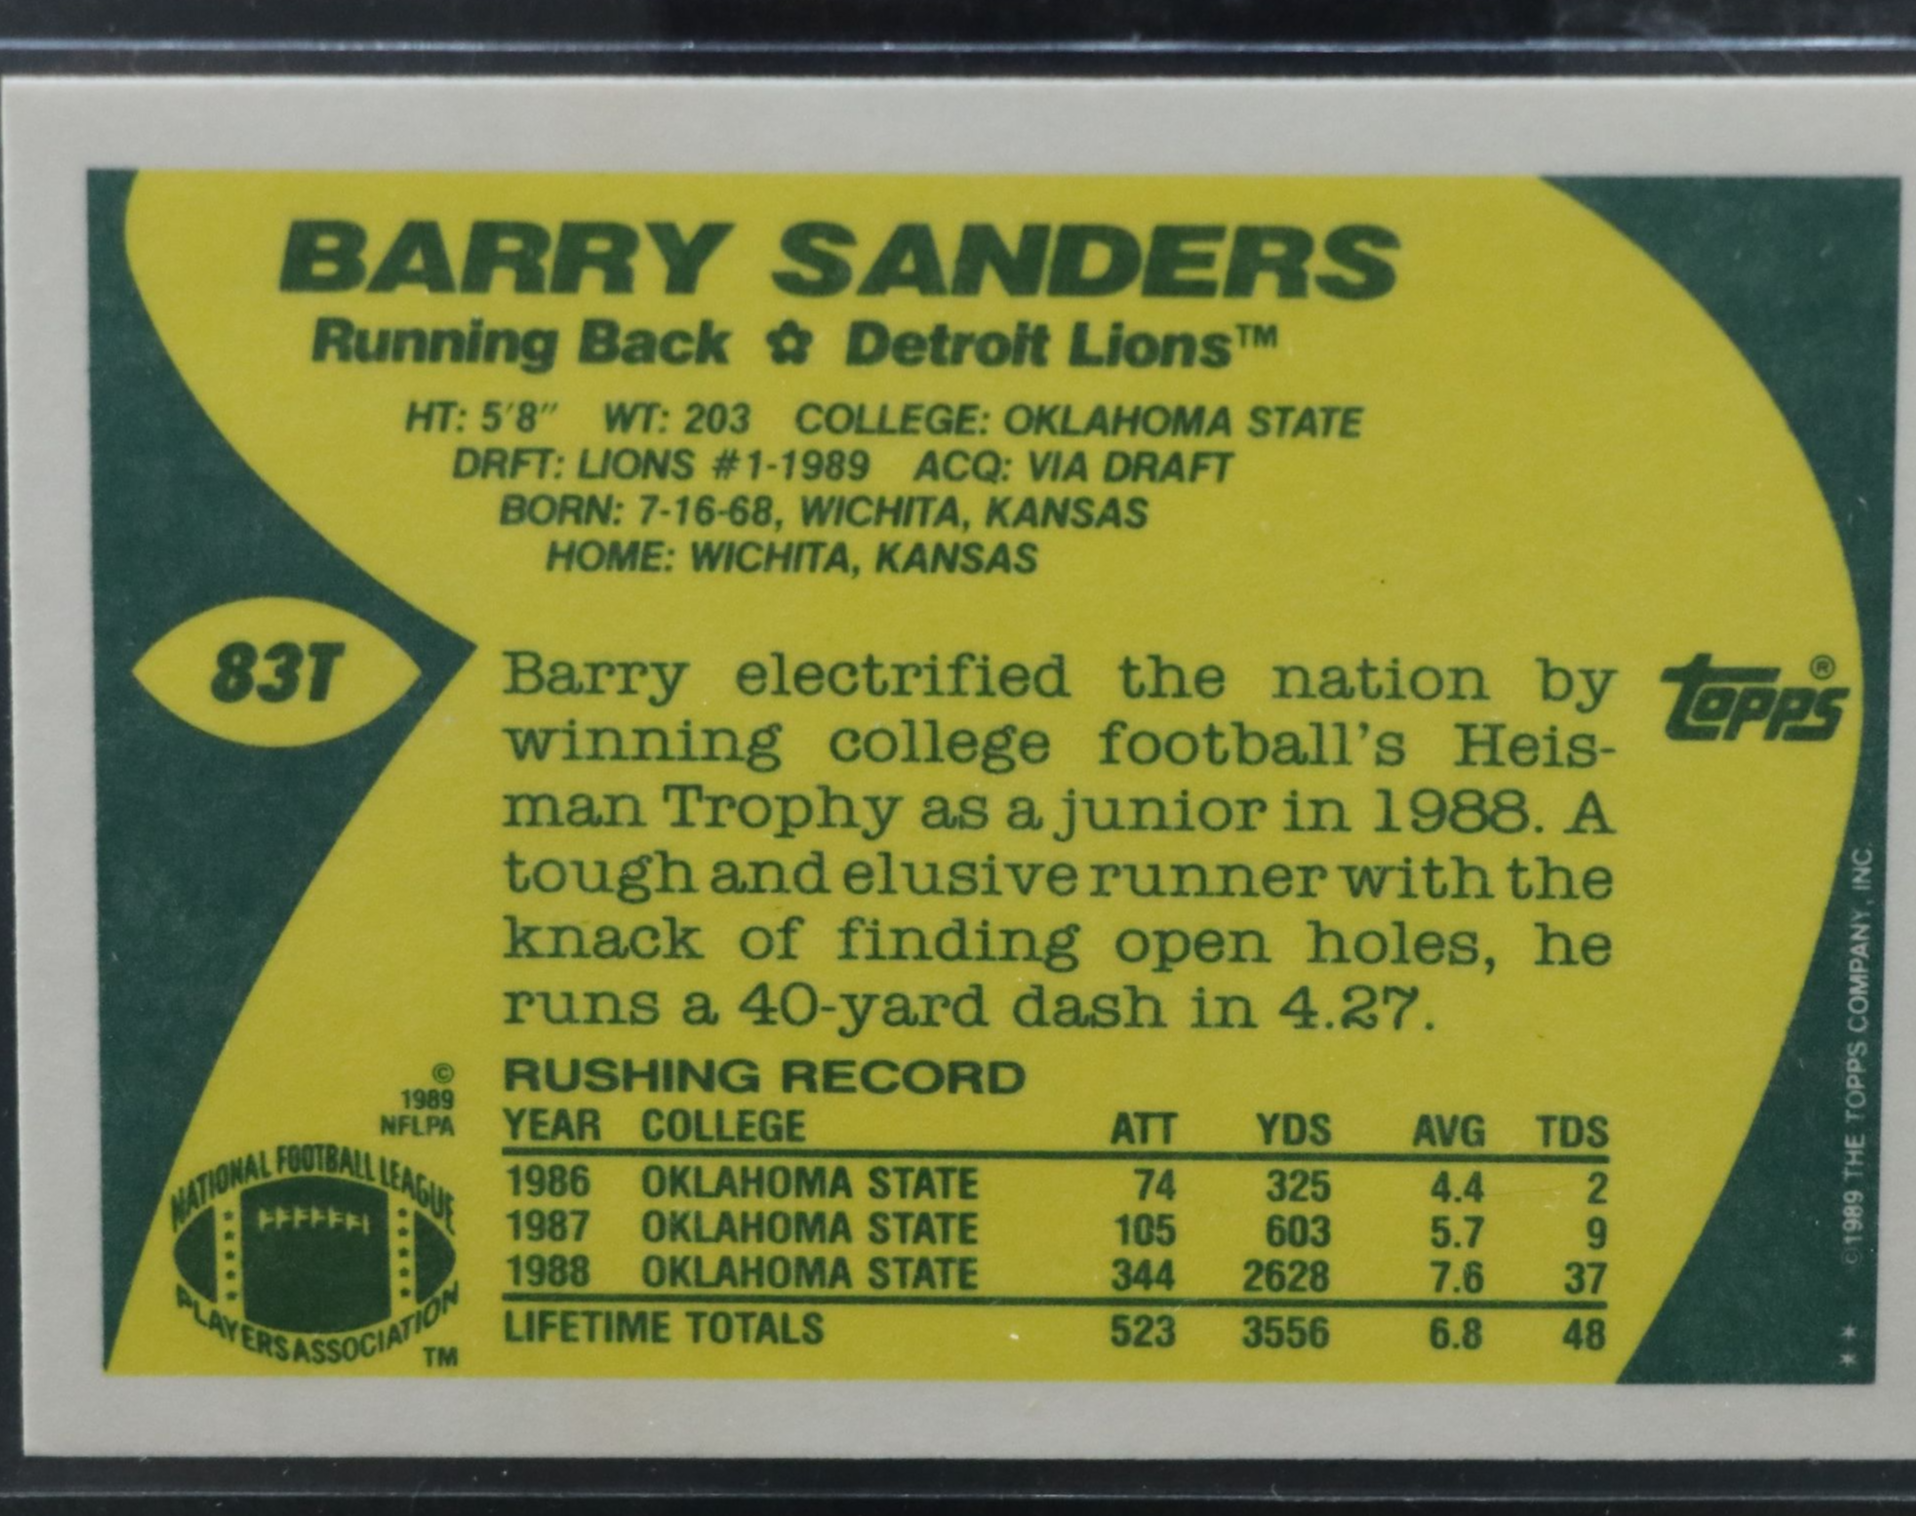 BARRY SANDERS
Running Back ✿ Detroit Lions™
HT: 5'8" WT: 203 COLLEGE: OKLAHOMA STATE
DRFT: LIONS #1-1989 ACQ: VIA DRAFT
BORN: 7-16-68, WICHITA, KANSAS
HOME: WICHITA, KANSAS
83T
Barry electrified the nation by
winning college football's Heis-
man Trophy as a junior in 1988. A
tough and elusive runner with the
knack of finding open holes, he
runs a 40-yard dash in 4.27.
topps®
©
1989
NFLPA
NATIONAL FOOTBALL LEAGUE
PLAYERS ASSOCIATION
TM
RUSHING RECORD
YEAR COLLEGE ATT YDS AVG TDS
1986 OKLAHOMA STATE 74 325 4.4 2
1987 OKLAHOMA STATE 105 603 5.7 9
1988 OKLAHOMA STATE 344 2628 7.6 37
LIFETIME TOTALS 523 3556 6.8 48
©1989 THE TOPPS COMPANY, INC.
**